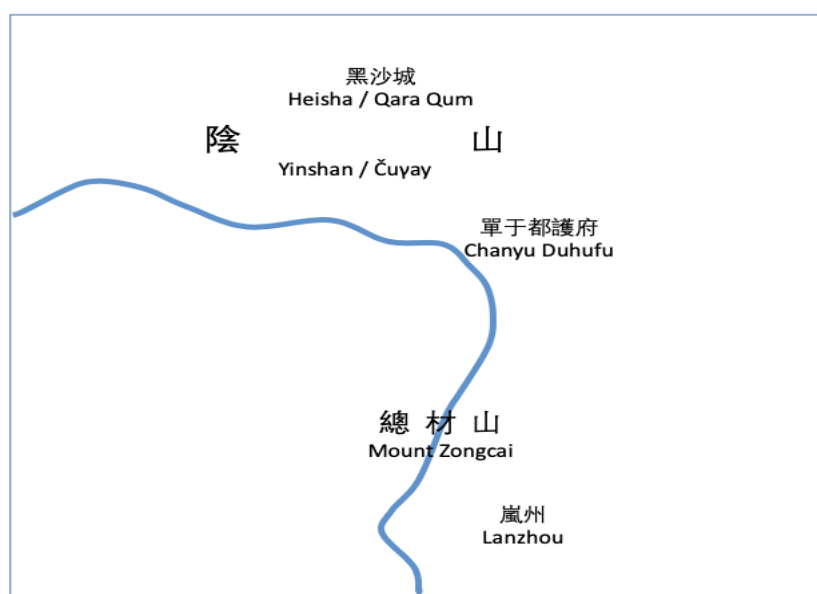 黑沙城
Heisha / Qara Qum
陰 山
Yinshan / Čuγay
單于都護府
Chanyu Duhufu
總 材 山
Mount Zongcai
嵐州
Lanzhou